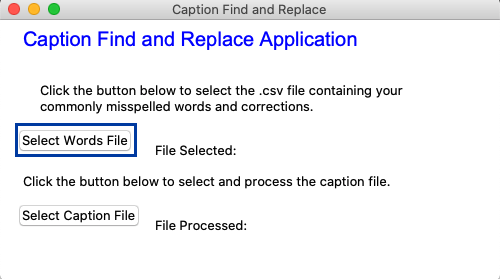 Caption Find and Replace
Caption Find and Replace Application
Click the button below to select the .csv file containing your
commonly misspelled words and corrections.
Select Words File
File Selected:
Click the button below to select and process the caption file.
Select Caption File
File Processed: